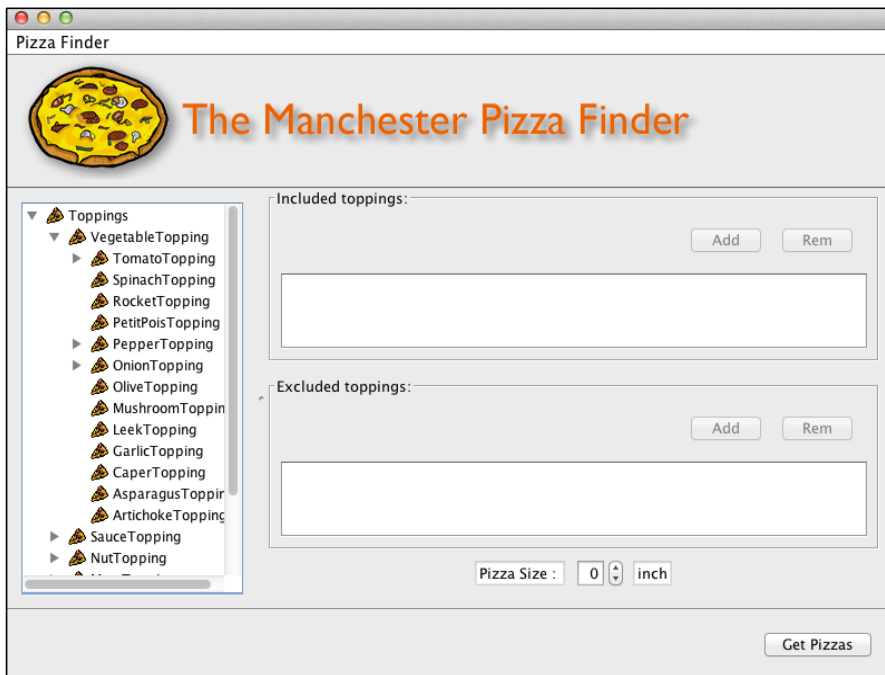 Pizza Finder
The Manchester Pizza Finder
Toppings
VegetableTopping
TomatoTopping
SpinachTopping
RocketTopping
PetitPoisTopping
PepperTopping
OnionTopping
OliveTopping
MushroomToppin
LeekTopping
GarlicTopping
CaperTopping
AsparagusToppin
ArtichokeTopping
SauceTopping
NutTopping
Included toppings:
Add Rem
Excluded toppings:
Add Rem
Pizza Size : 0 inch
Get Pizzas